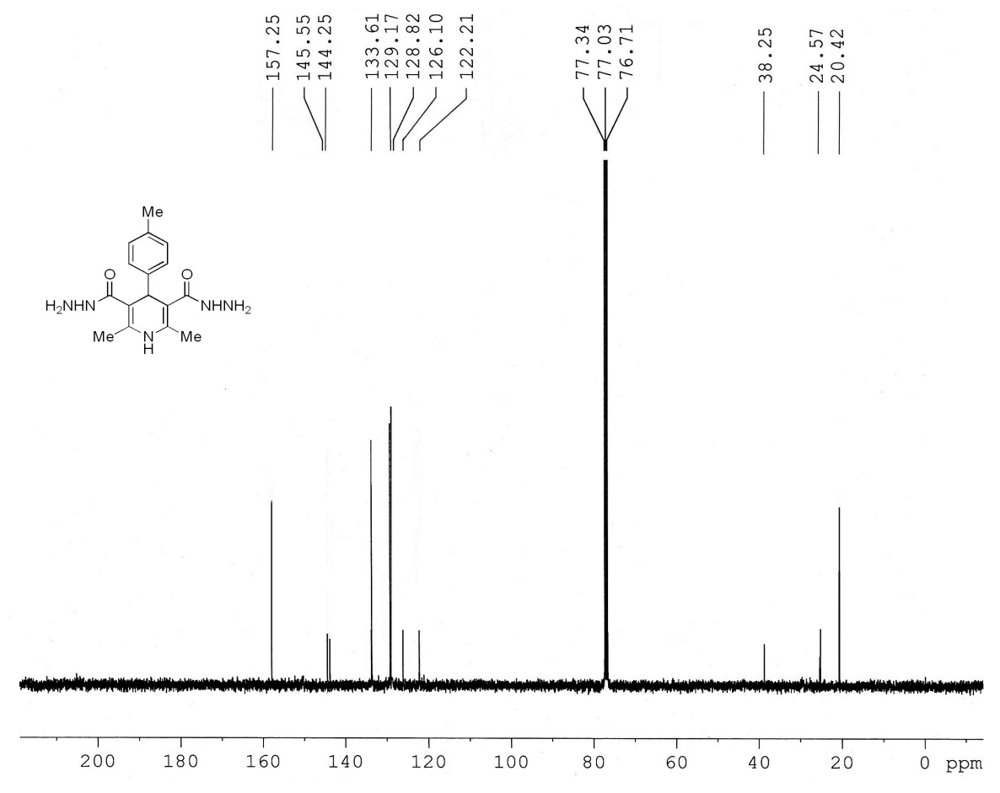 157.25
145.55
144.25
133.61
129.17
128.82
126.10
122.21
77.34
77.03
76.71
38.25
24.57
20.42
Me
O O
H₂NHN NHNH₂
Me N Me
H
200 180 160 140 120 100 80 60 40 20 0 ppm